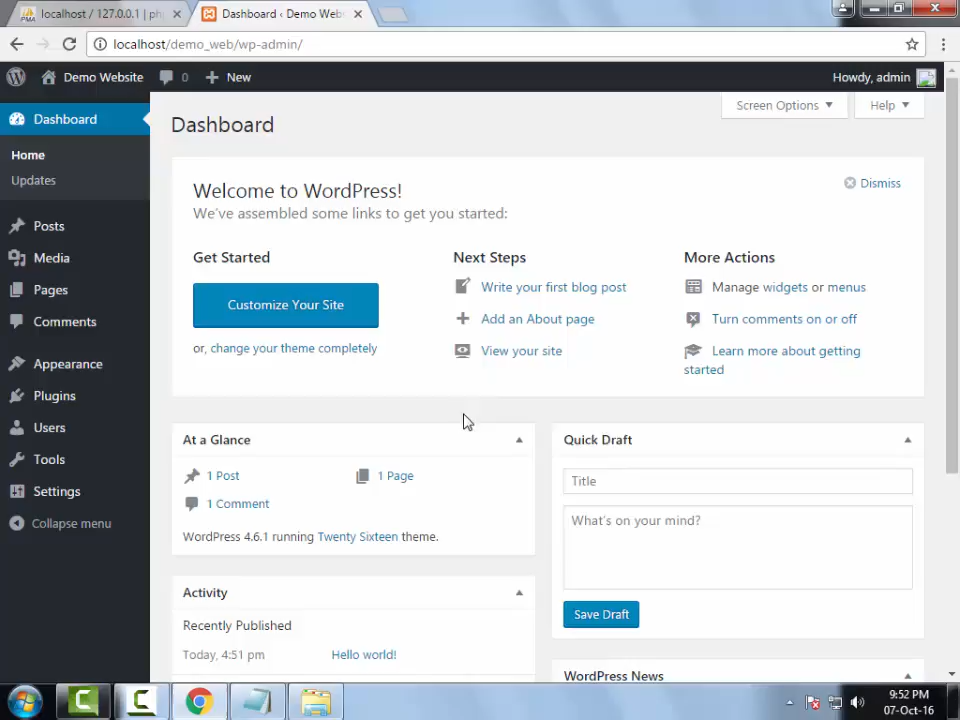 localhost / 127.0.0.1 | ph
Dashboard ‹ Demo Web
localhost/demo_web/wp-admin/
Demo Website
0
New
Howdy, admin
Dashboard
Home
Updates
Posts
Media
Pages
Comments
Appearance
Plugins
Users
Tools
Settings
Collapse menu
Screen Options
Help
Dashboard
Welcome to WordPress!
Dismiss
We've assembled some links to get you started:
Get Started
Customize Your Site
or, change your theme completely
Next Steps
Write your first blog post
Add an About page
View your site
More Actions
Manage widgets or menus
Turn comments on or off
Learn more about getting
started
At a Glance
1 Post
1 Page
1 Comment
WordPress 4.6.1 running Twenty Sixteen theme.
Activity
Recently Published
Today, 4:51 pm
Hello world!
Quick Draft
Title
What's on your mind?
Save Draft
WordPress News
9:52 PM
07-Oct-16